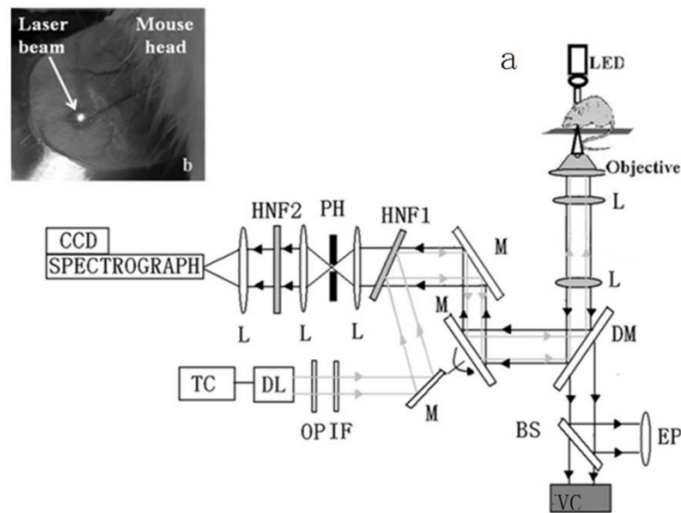 Laser beam
Mouse head
b
a
LED
Objective
L
L
HNF2
PH
HNF1
M
CCD
SPECTROGRAPH
L
L
L
M
DM
TC
DL
OP
IF
M
BS
EP
VC